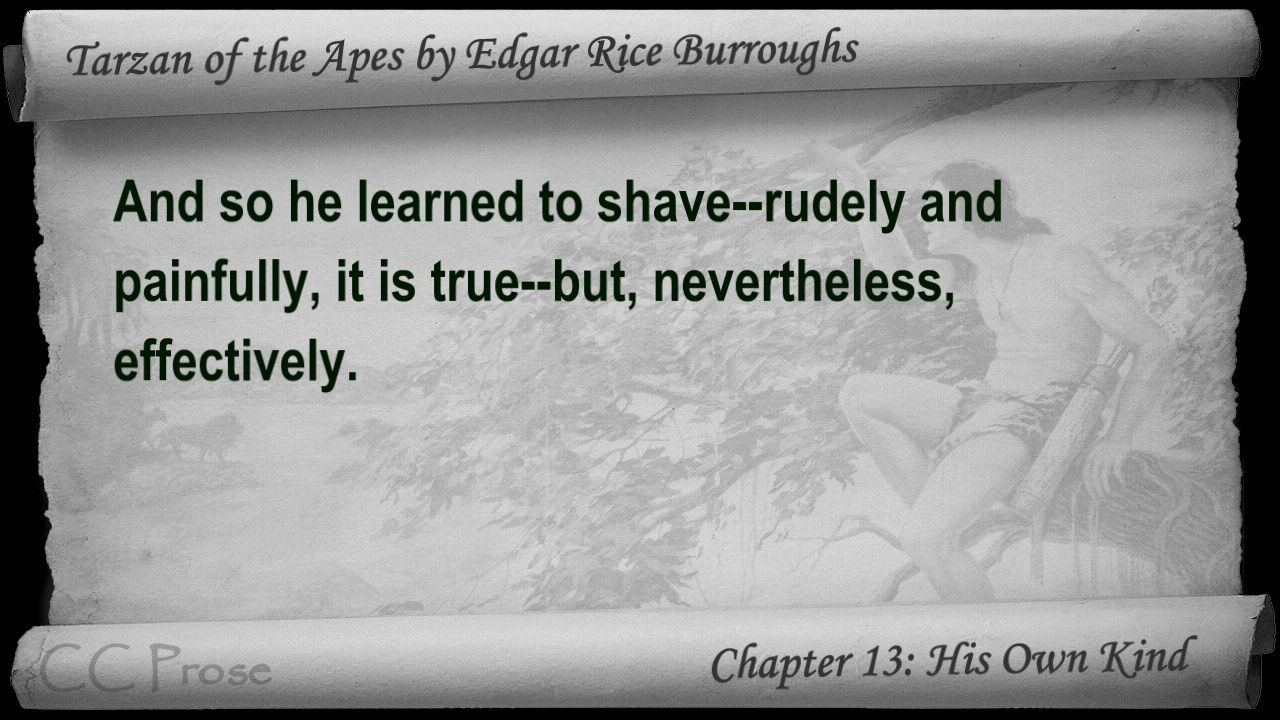 Tarzan of the Apes by Edgar Rice Burroughs
And so he learned to shave--rudely and
painfully, it is true--but, nevertheless,
effectively.
CC Prose
Chapter 13: His Own Kind